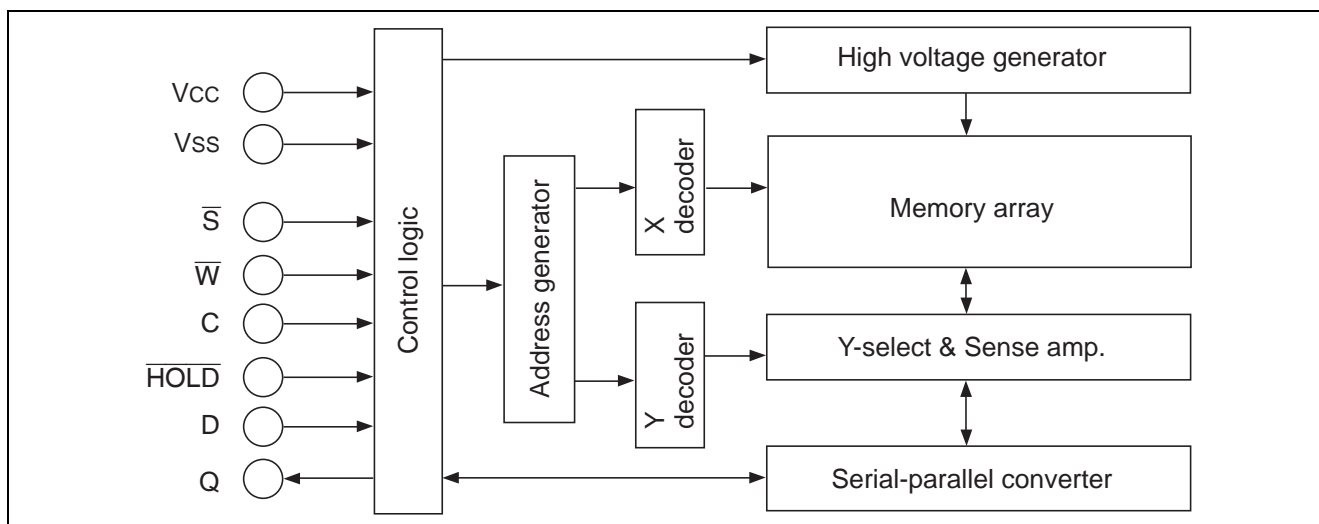 Vcc
Vss
S̅
W̅
C
H̅O̅L̅D̅
D
Q
Control logic
Address generator
X
decoder
Y
decoder
High voltage generator
Memory array
Y-select & Sense amp.
Serial-parallel converter